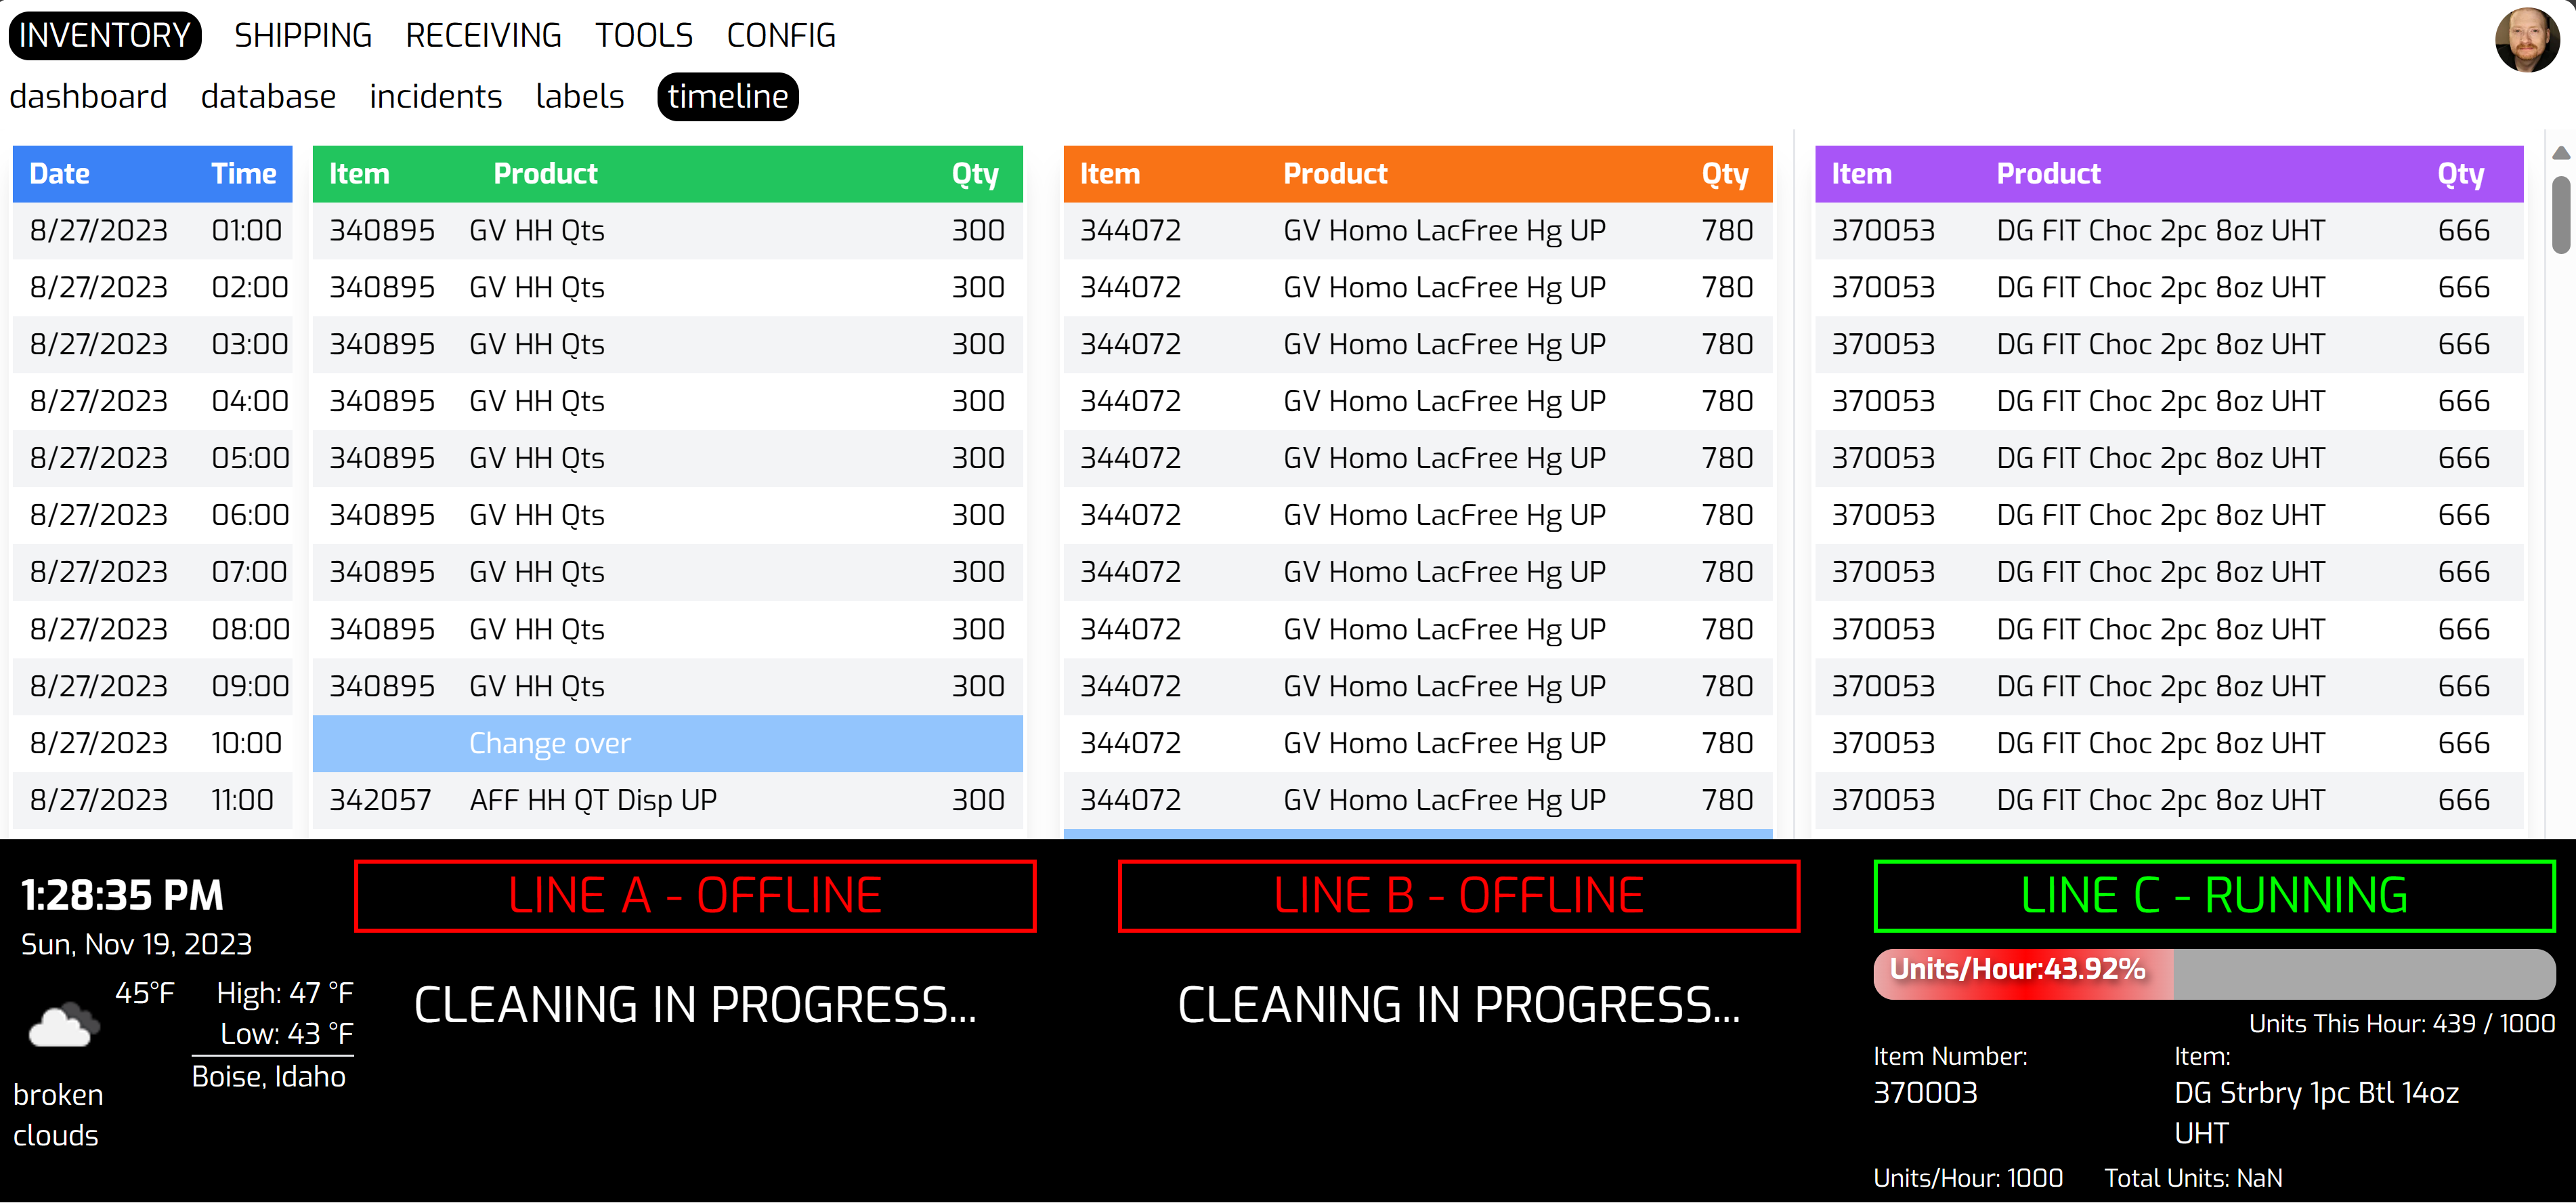 INVENTORY SHIPPING RECEIVING TOOLS CONFIG
dashboard database incidents labels timeline
Date Time Item Product Qty Item Product Qty Item Product Qty
8/27/2023 01:00 340895 GV HH Qts 300 344072 GV Homo LacFree Hg UP 780 370053 DG FIT Choc 2pc 8oz UHT 666
8/27/2023 02:00 340895 GV HH Qts 300 344072 GV Homo LacFree Hg UP 780 370053 DG FIT Choc 2pc 8oz UHT 666
8/27/2023 03:00 340895 GV HH Qts 300 344072 GV Homo LacFree Hg UP 780 370053 DG FIT Choc 2pc 8oz UHT 666
8/27/2023 04:00 340895 GV HH Qts 300 344072 GV Homo LacFree Hg UP 780 370053 DG FIT Choc 2pc 8oz UHT 666
8/27/2023 05:00 340895 GV HH Qts 300 344072 GV Homo LacFree Hg UP 780 370053 DG FIT Choc 2pc 8oz UHT 666
8/27/2023 06:00 340895 GV HH Qts 300 344072 GV Homo LacFree Hg UP 780 370053 DG FIT Choc 2pc 8oz UHT 666
8/27/2023 07:00 340895 GV HH Qts 300 344072 GV Homo LacFree Hg UP 780 370053 DG FIT Choc 2pc 8oz UHT 666
8/27/2023 08:00 340895 GV HH Qts 300 344072 GV Homo LacFree Hg UP 780 370053 DG FIT Choc 2pc 8oz UHT 666
8/27/2023 09:00 340895 GV HH Qts 300 344072 GV Homo LacFree Hg UP 780 370053 DG FIT Choc 2pc 8oz UHT 666
8/27/2023 10:00 Change over 344072 GV Homo LacFree Hg UP 780 370053 DG FIT Choc 2pc 8oz UHT 666
8/27/2023 11:00 342057 AFF HH QT Disp UP 300 344072 GV Homo LacFree Hg UP 780 370053 DG FIT Choc 2pc 8oz UHT 666
1:28:35 PM
Sun, Nov 19, 2023
45°F High: 47 °F
Low: 43 °F
Boise, Idaho
broken
clouds
LINE A - OFFLINE
CLEANING IN PROGRESS...
LINE B - OFFLINE
CLEANING IN PROGRESS...
LINE C - RUNNING
Units/Hour:43.92%
Units This Hour: 439 / 1000
Item Number: Item:
370003 DG Strbry 1pc Btl 14oz
UHT
Units/Hour: 1000 Total Units: NaN